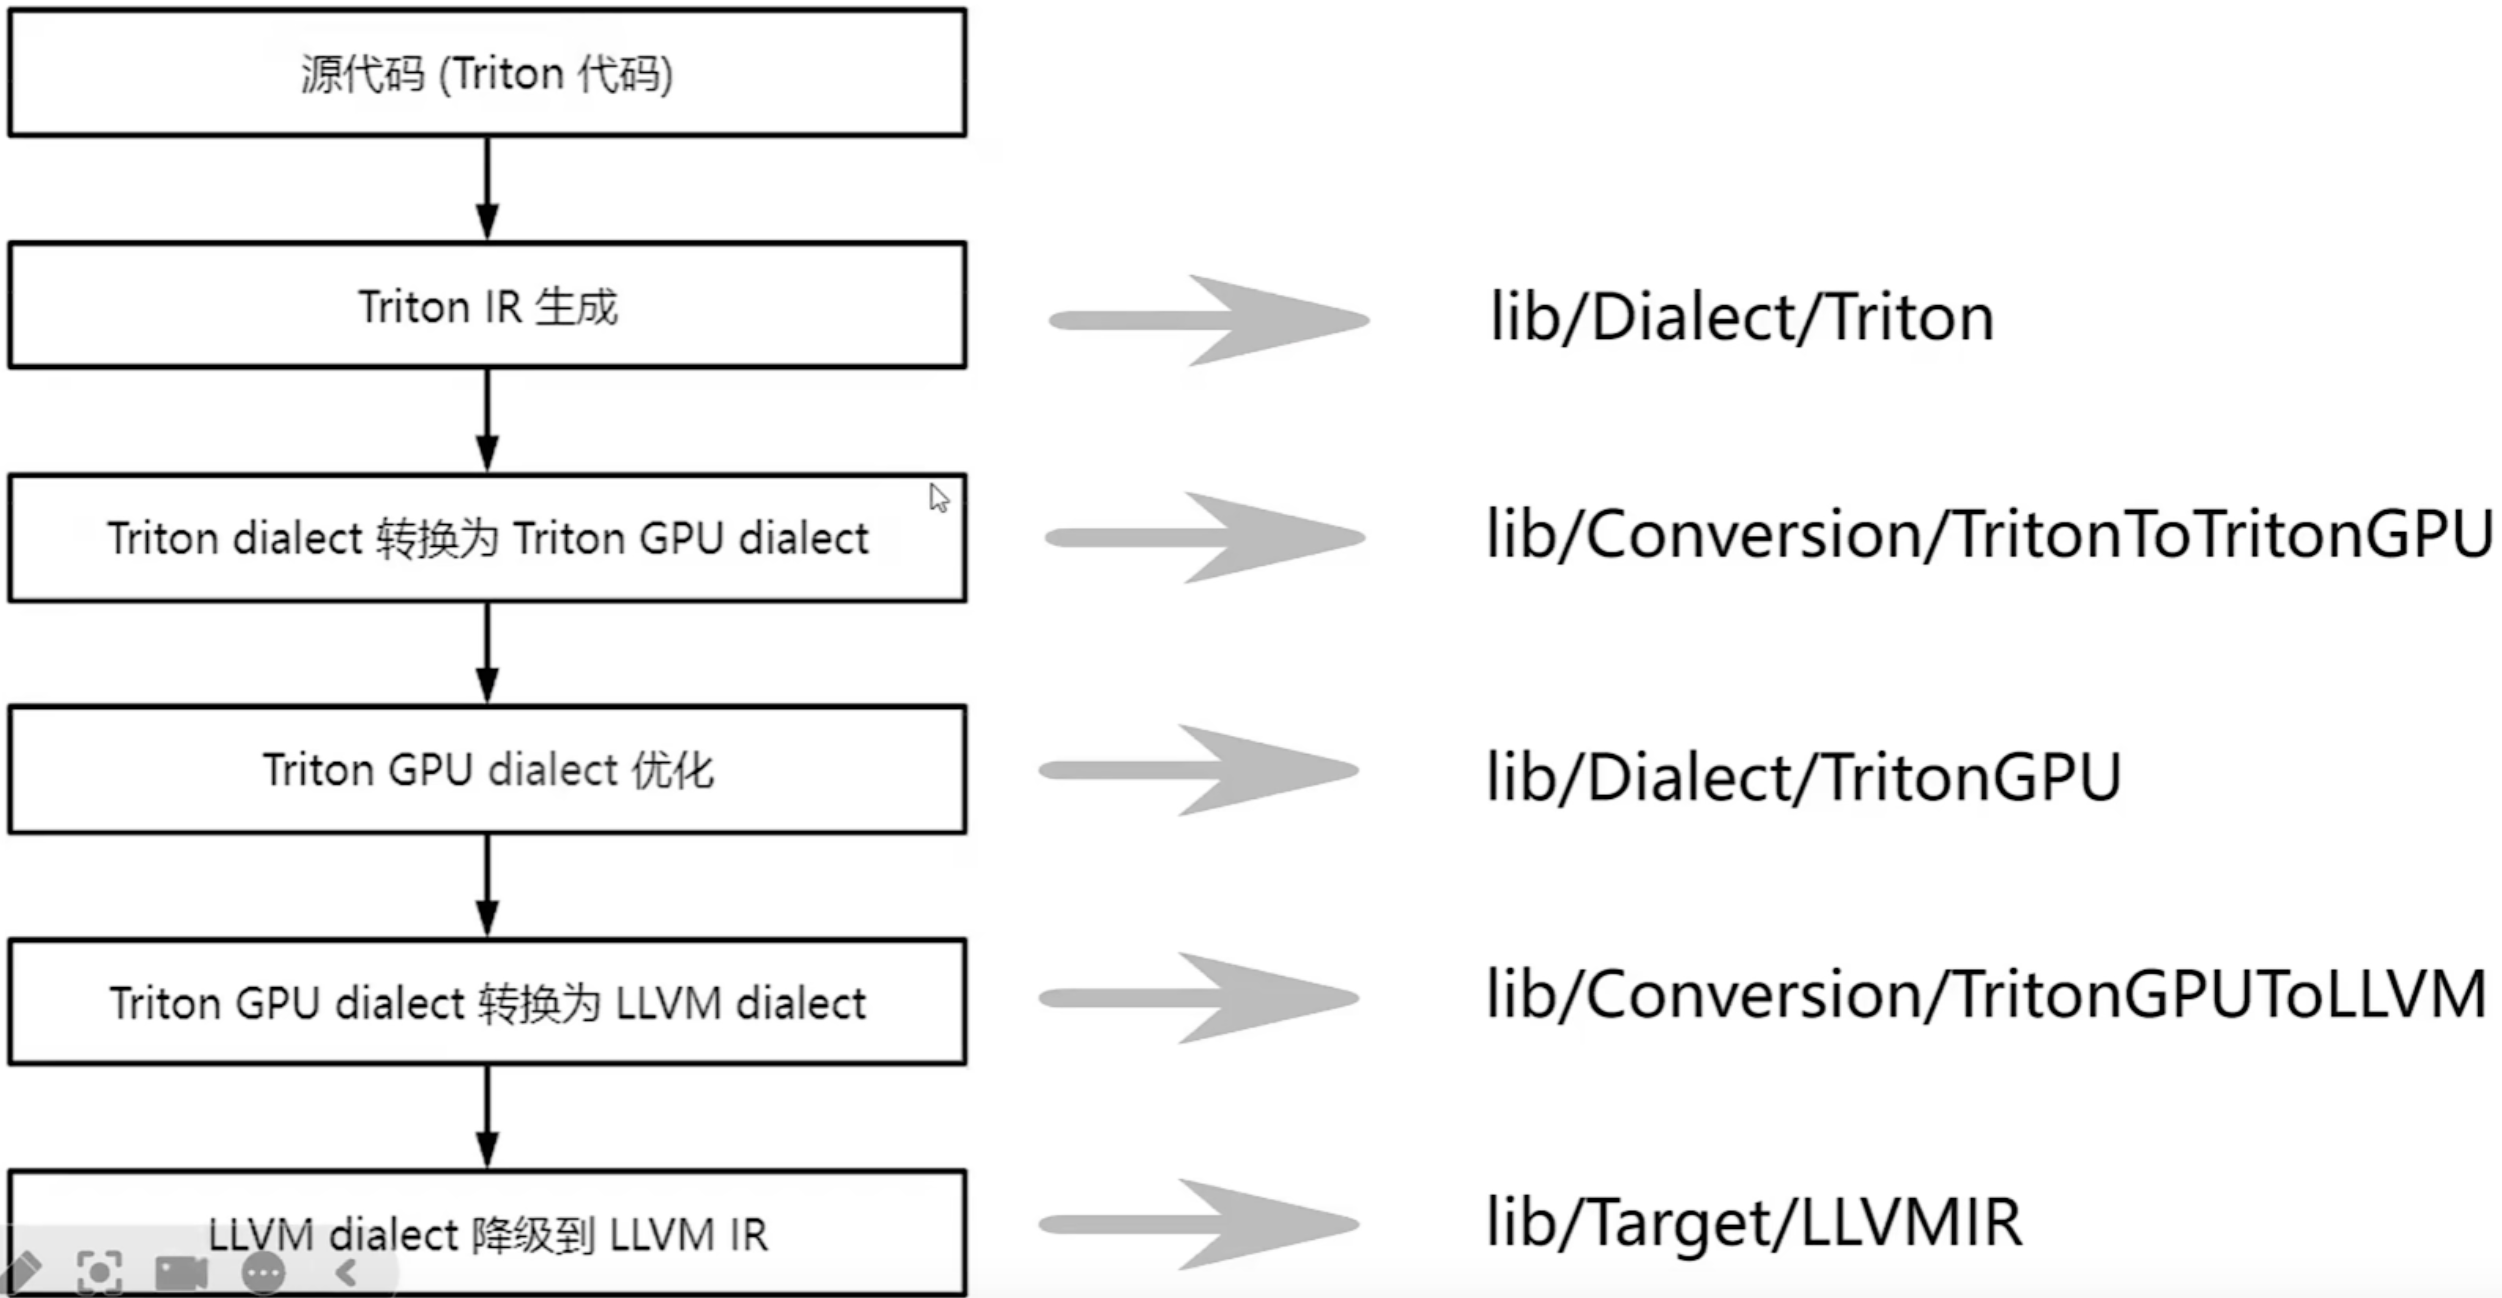 源代码 (Triton 代码)
Triton IR 生成
lib/Dialect/Triton
Triton dialect 转换为 Triton GPU dialect
lib/Conversion/TritonToTritonGPU
Triton GPU dialect 优化
lib/Dialect/TritonGPU
Triton GPU dialect 转换为 LLVM dialect
lib/Conversion/TritonGPUToLLVM
LLVM dialect 降级到 LLVM IR
lib/Target/LLVMIR